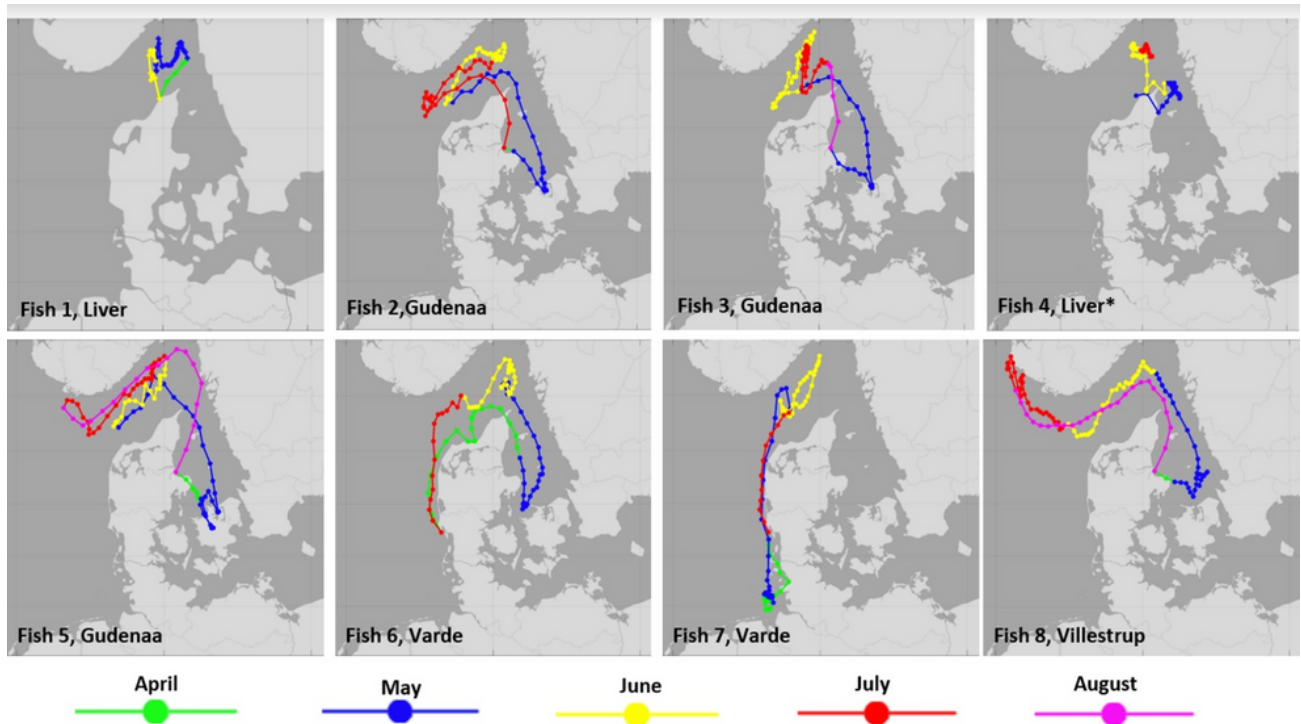 Fish 1, Liver
Fish 2,Gudenaa
Fish 3, Gudenaa
Fish 4, Liver*
Fish 5, Gudenaa
Fish 6, Varde
Fish 7, Varde
Fish 8, Villestrup
April
May
June
July
August